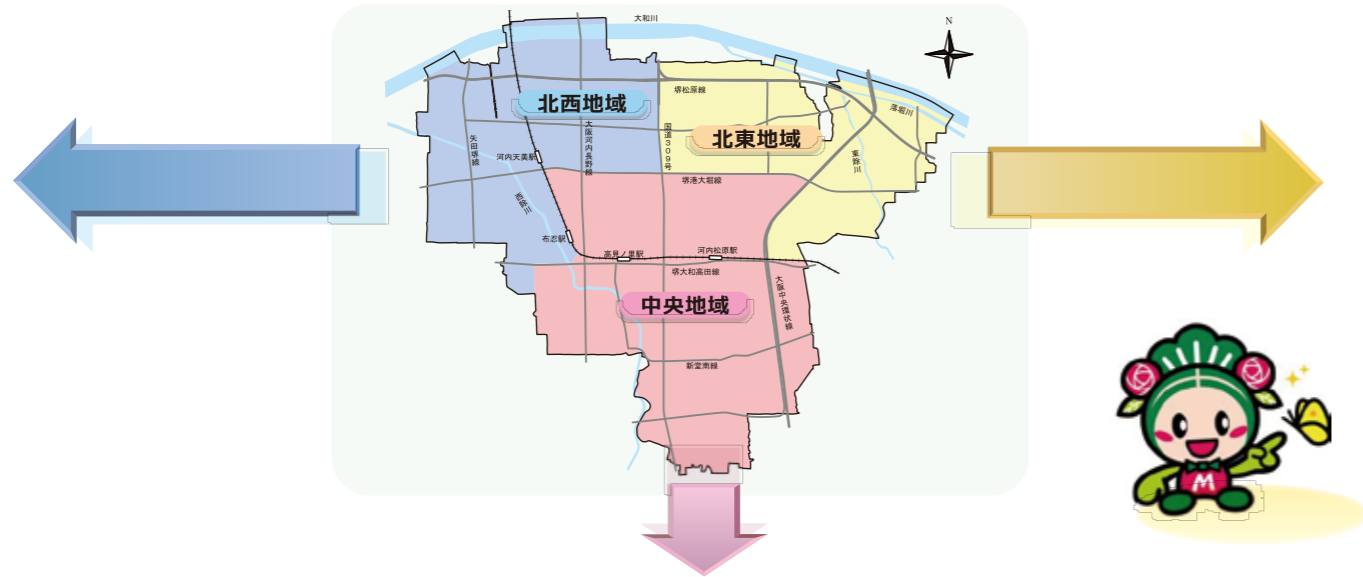 大和川
N
堺松原線
北西地域
落堀川
北東地域
矢田堺線
大阪河内長野線
国道309号
河内天美駅
東除川
堺港大堀線
西除川
布忍駅
高見ノ里駅
河内松原駅
堺大和高田線
大阪中央環状線
中央地域
新堂南線
M